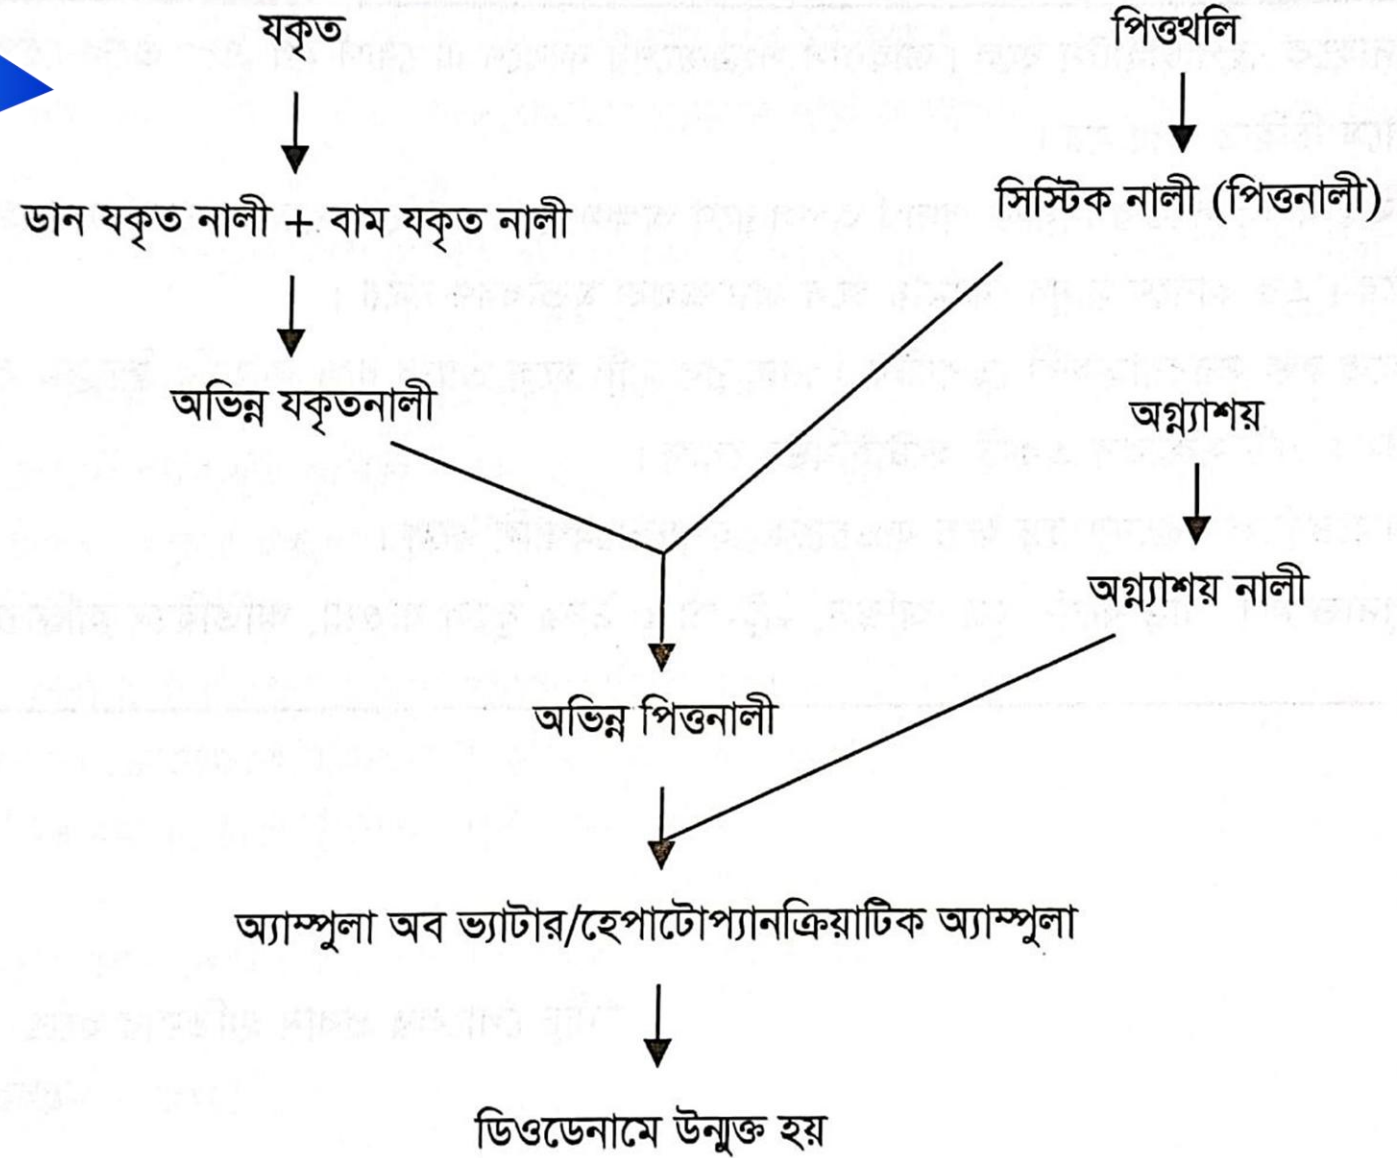 যকৃত
পিত্তথলি
ডান যকৃত নালী + বাম যকৃত নালী
সিস্টিক নালী (পিত্তনালী)
অভিন্ন যকৃতনালী
অগ্ন্যাশয়
অগ্ন্যাশয় নালী
অভিন্ন পিত্তনালী
অ্যাম্পুলা অব ভ্যাটার/হেপাটোপ্যানক্রিয়াটিক অ্যাম্পুলা
ডিওডেনামে উন্মুক্ত হয়